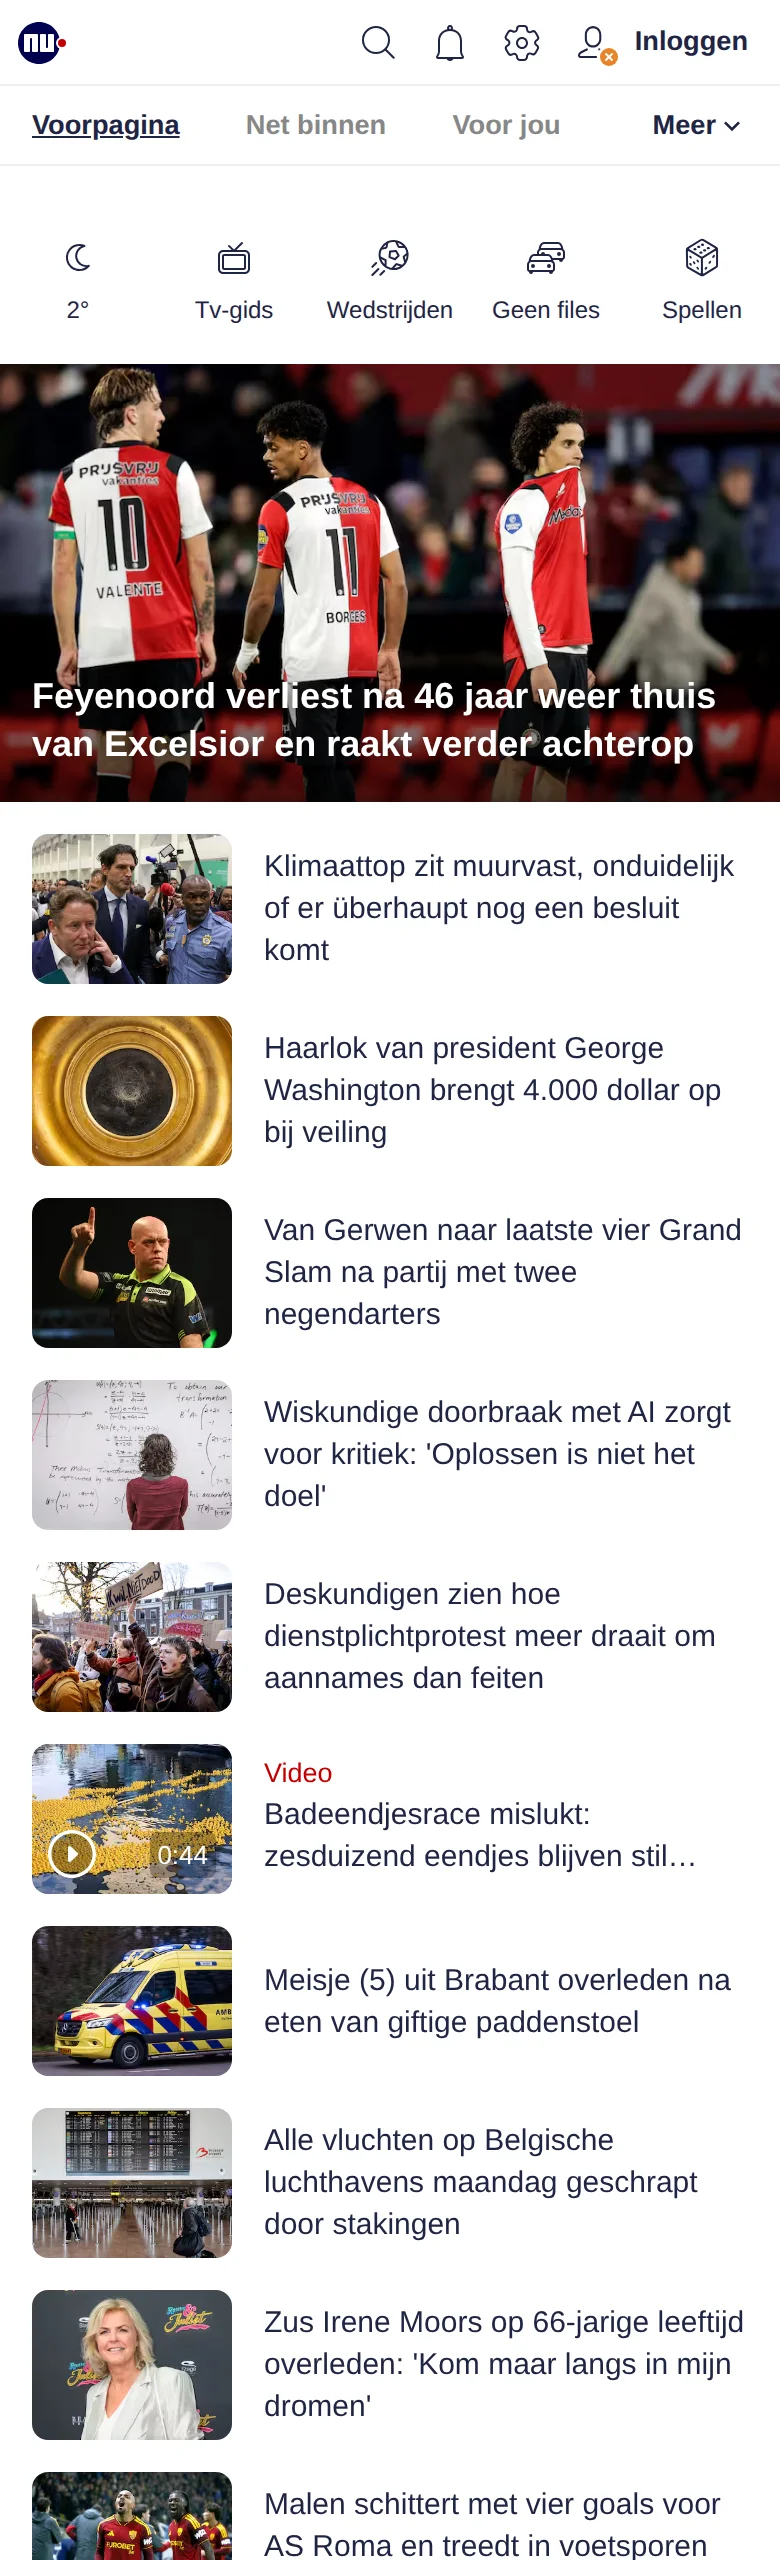 nu
Inloggen
Voorpagina
Net binnen
Voor jou
Meer
2°
Tv-gids
Wedstrijden
Geen files
Spellen
PRIJSVRIJ
vakanties
10
VALENTE
PRIJSVRIJ
vakanties
11
BORGES
Feyenoord verliest na 46 jaar weer thuis
van Excelsior en raakt verder achterop
Klimaattop zit muurvast, onduidelijk
of er überhaupt nog een besluit
komt
Haarlok van president George
Washington brengt 4.000 dollar op
bij veiling
Van Gerwen naar laatste vier Grand
Slam na partij met twee
negendarters
Wiskundige doorbraak met AI zorgt
voor kritiek: 'Oplossen is niet het
doel'
IK WIL NIET DOOD
Deskundigen zien hoe
dienstplichtprotest meer draait om
aannames dan feiten
0:44
Video
Badeendjesrace mislukt:
zesduizend eendjes blijven stil…
Meisje (5) uit Brabant overleden na
eten van giftige paddenstoel
Alle vluchten op Belgische
luchthavens maandag geschrapt
door stakingen
Zus Irene Moors op 66-jarige leeftijd
overleden: 'Kom maar langs in mijn
dromen'
Malen schittert met vier goals voor
AS Roma en treedt in voetsporen